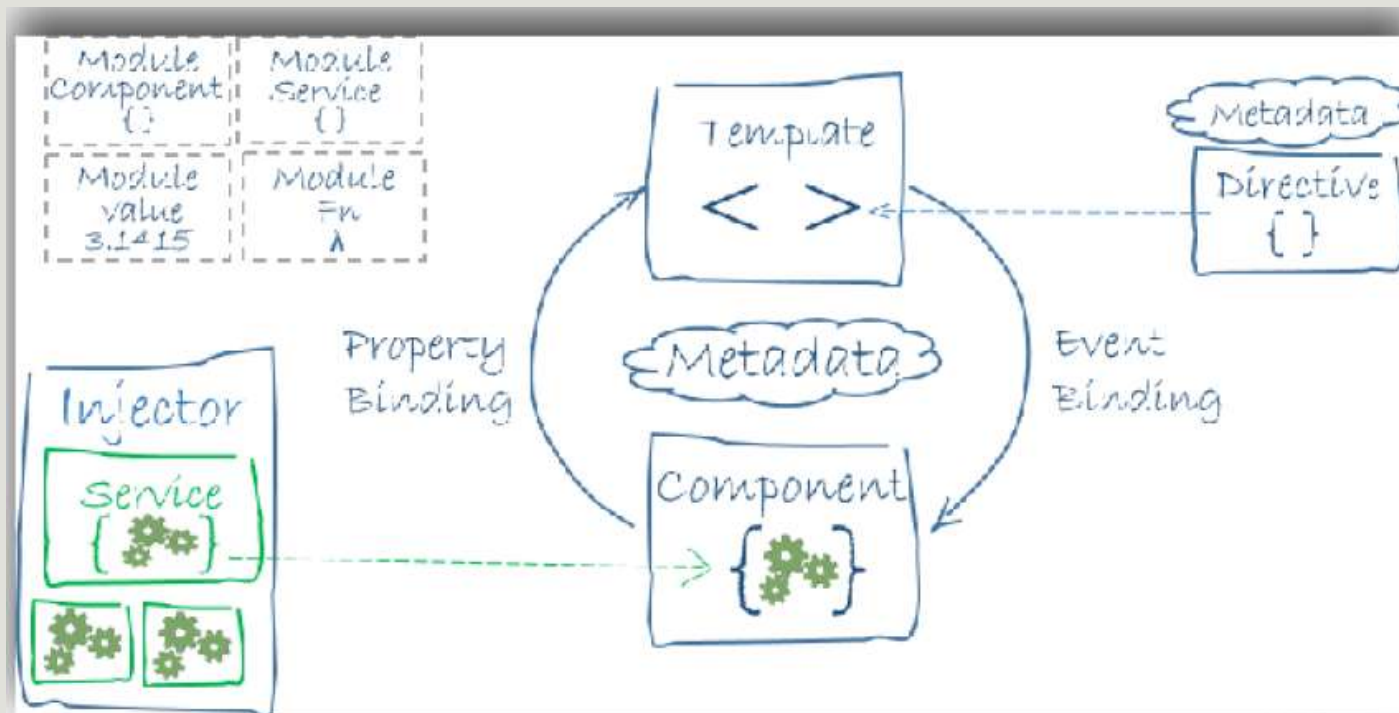 Module
Component
{}
Module
Service
{}
Module
value
3.1415
Module
Fn
λ
Template
< >
Metadata
Directive
{ }
Property
Binding
Metadata
Event
Binding
Injector
Service
{ }
Component
{ }